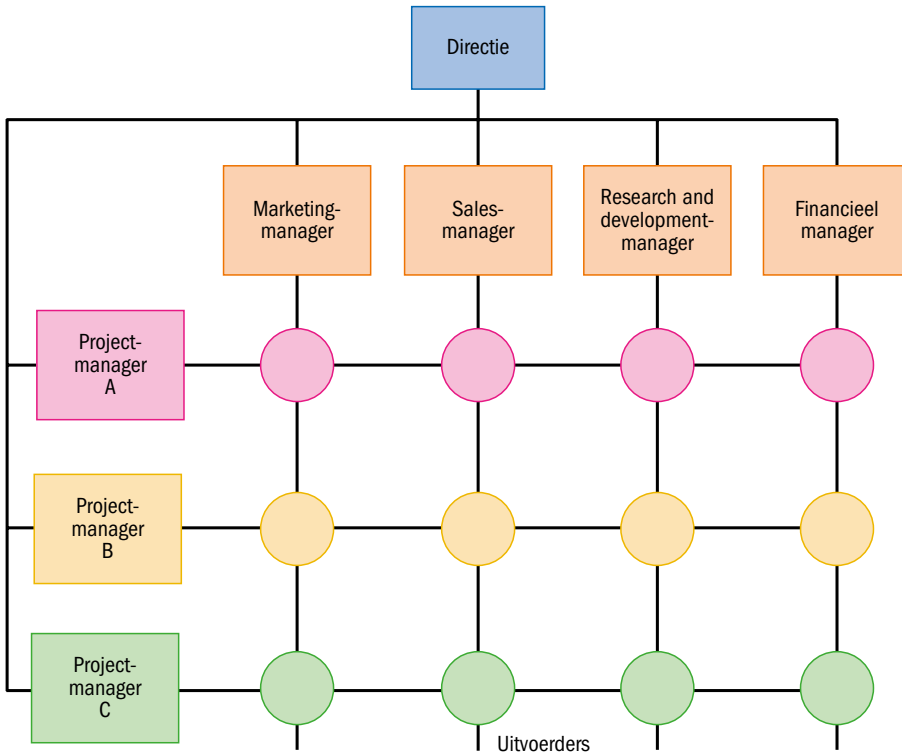 Directie
Marketing-
manager
Sales-
manager
Research and
development-
manager
Financieel
manager
Project-
manager
A
Project-
manager
B
Project-
manager
C
Uitvoerders